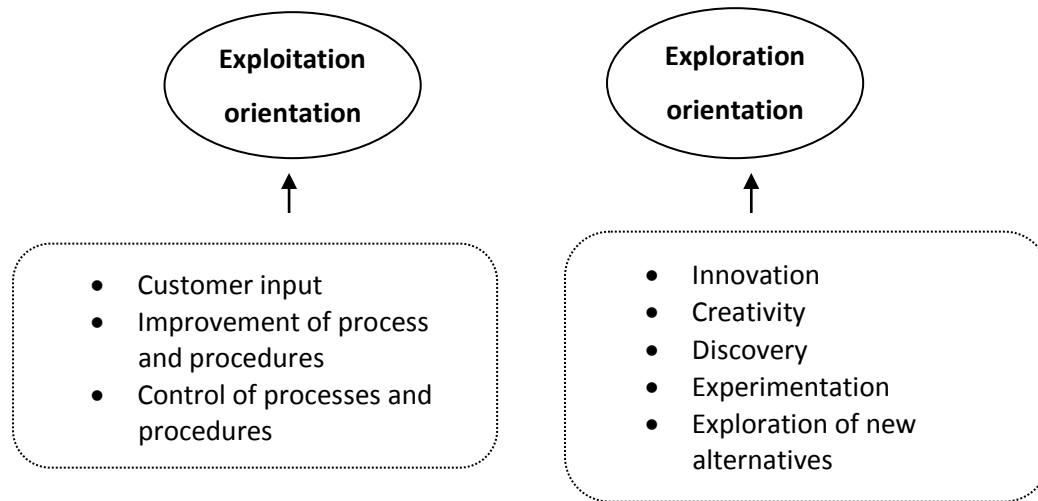 Exploitation
orientation
Exploration
orientation
• Customer input
• Improvement of process
and procedures
• Control of processes and
procedures
• Innovation
• Creativity
• Discovery
• Experimentation
• Exploration of new
alternatives